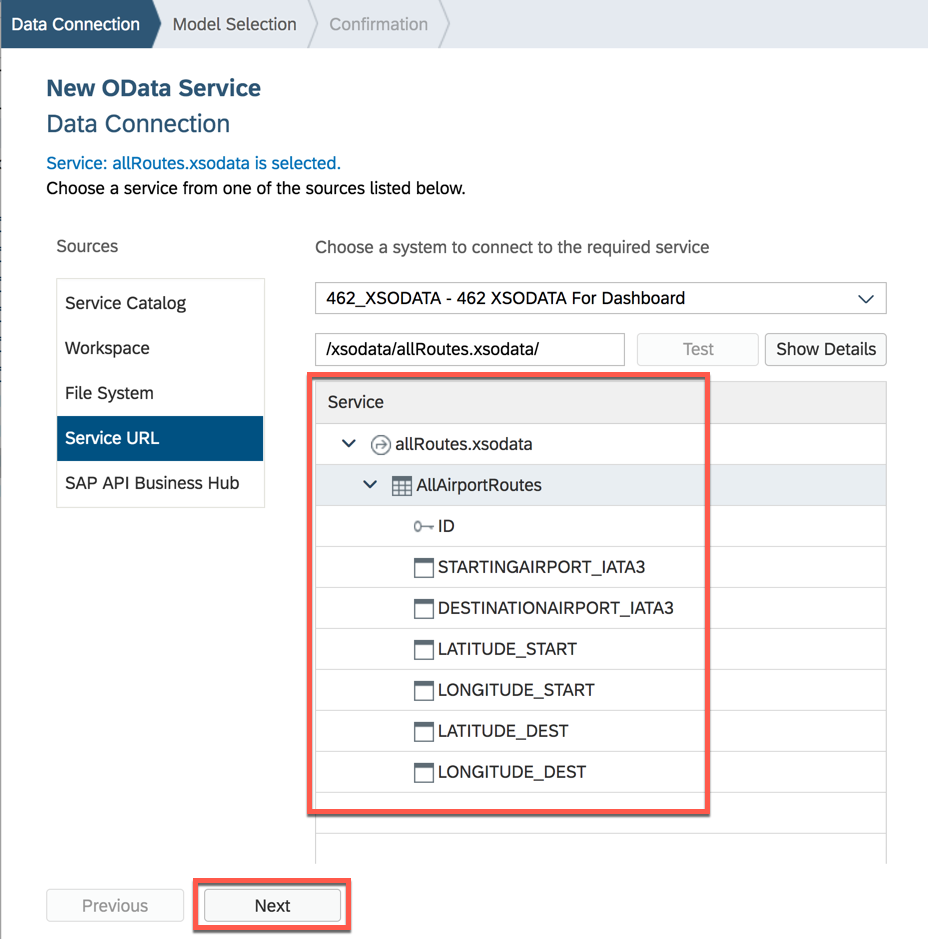 Data Connection
Model Selection
Confirmation
New OData Service
Data Connection
Service: allRoutes.xsodata is selected.
Choose a service from one of the sources listed below.
Sources
Service Catalog
Workspace
File System
Service URL
SAP API Business Hub
Choose a system to connect to the required service
462_XSODATA - 462 XSODATA For Dashboard
/xsodata/allRoutes.xsodata/
Test
Show Details
Service
allRoutes.xsodata
AllAirportRoutes
ID
STARTINGAIRPORT_IATA3
DESTINATIONAIRPORT_IATA3
LATITUDE_START
LONGITUDE_START
LATITUDE_DEST
LONGITUDE_DEST
Previous
Next